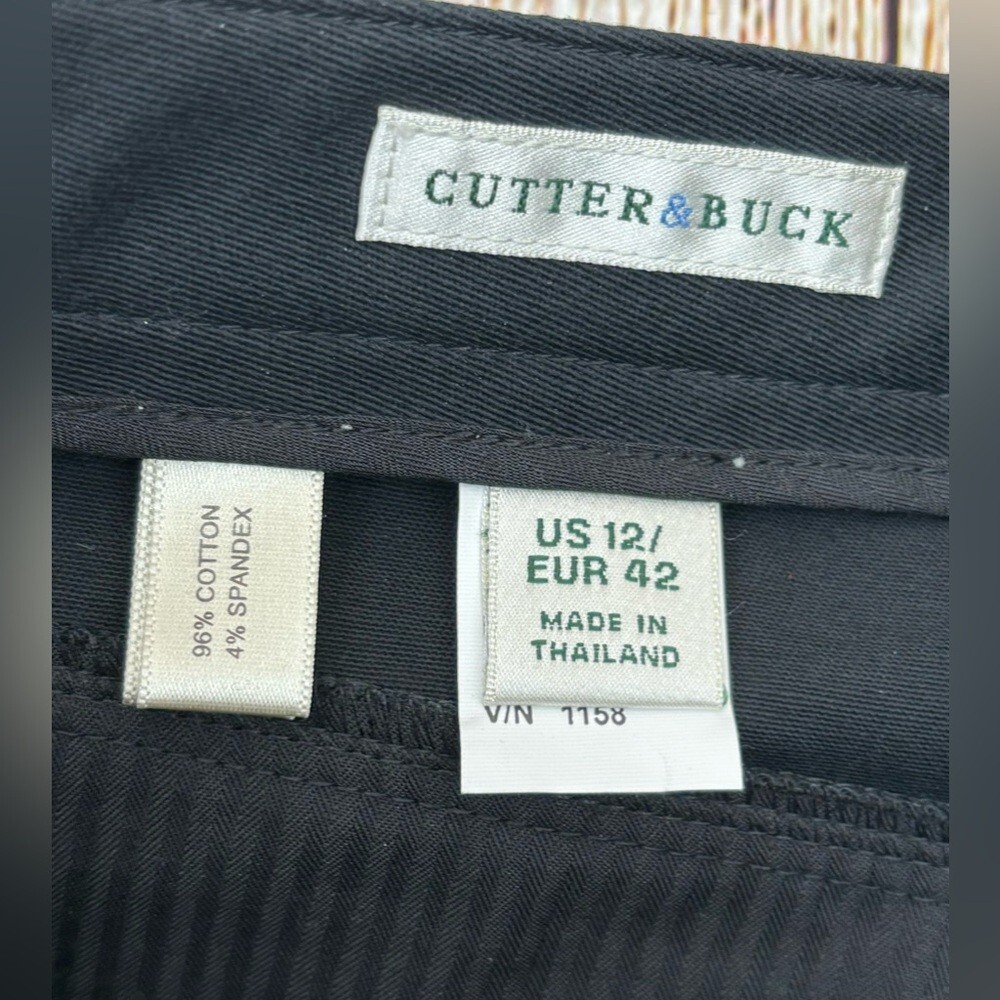 CUTTER&BUCK
96% COTTON
4% SPANDEX
US 12/
EUR 42
MADE IN
THAILAND
V/N 1158